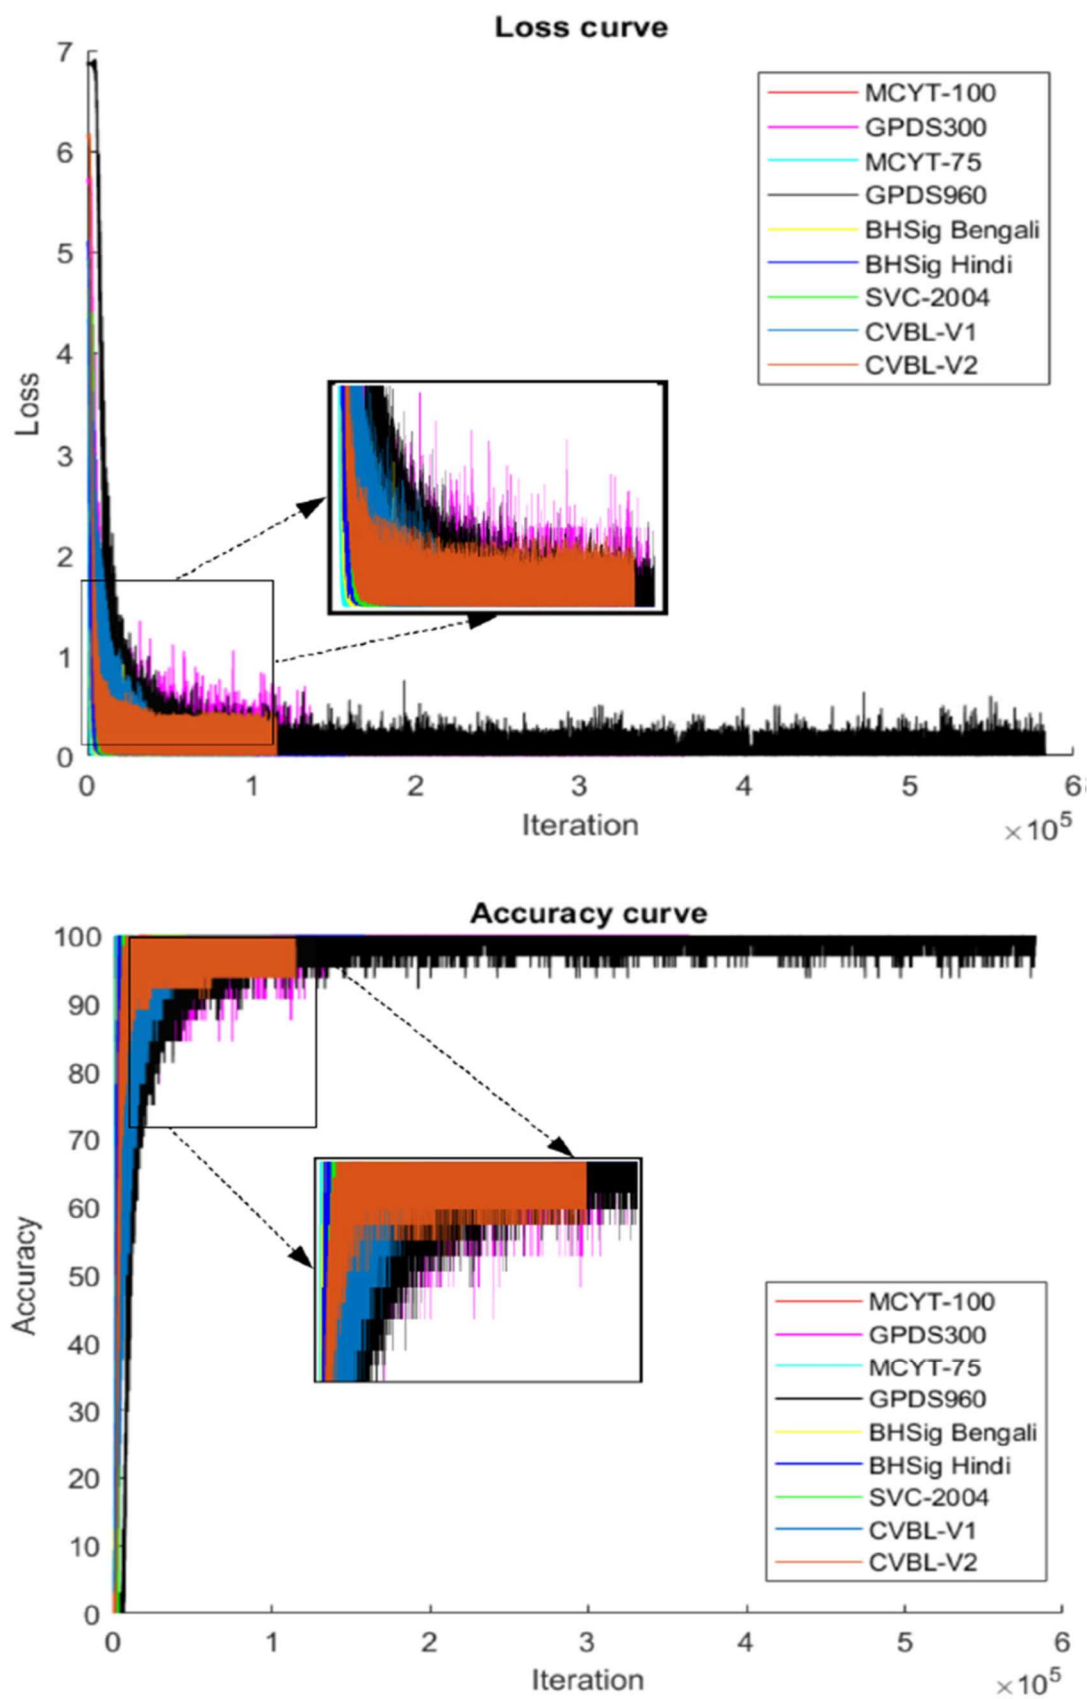 Loss curve
7
6
5
4
3
2
1
0
Loss
MCYT-100
GPDS300
MCYT-75
GPDS960
BHSig Bengali
BHSig Hindi
SVC-2004
CVBL-V1
CVBL-V2
0 1 2 3 4 5 6
Iteration
×10^5
Accuracy curve
100
90
80
70
60
50
40
30
20
10
0
Accuracy
MCYT-100
GPDS300
MCYT-75
GPDS960
BHSig Bengali
BHSig Hindi
SVC-2004
CVBL-V1
CVBL-V2
0 1 2 3 4 5 6
Iteration
×10^5